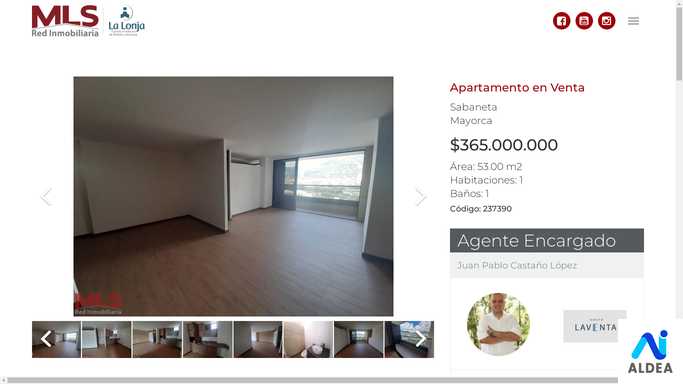 MLS
Red Inmobiliaria
La Lonja
Apartamento en Venta
Sabaneta
Mayorca
$365.000.000
Área: 53.00 m2
Habitaciones: 1
Baños: 1
Código: 237390
MLS
Red Inmobiliaria
Agente Encargado
Juan Pablo Castaño López
LAVENTA
ALDEA